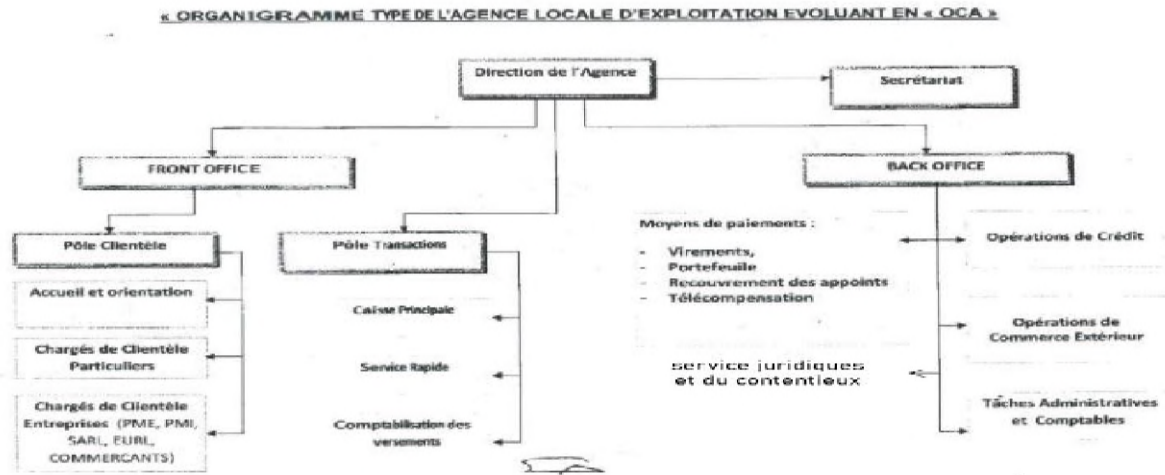 « ORGANIGRAMME TYPE DE L'AGENCE LOCALE D'EXPLOITATION EVOLUANT EN « OCA »
Direction de l'Agence
Secrétariat
FRONT OFFICE
BACK OFFICE
Pôle Clientèle
Accueil et orientation
Chargés de Clientèle
Particuliers
Chargés de Clientèle
Entreprises (PME, PMI,
SARL, EURL,
COMMERCANTS)
Pôle Transactions
Caisse Principale
Service Rapide
Comptabilisation des
versements
Moyens de paiements :
- Virements,
- Portefeuile
- Recouvrement des appoints
- Télécompensation
service juridiques
et du contentieux
Opérations de Crédit
Opérations de
Commerce Extérieur
Tâches Administratives
et Comptables